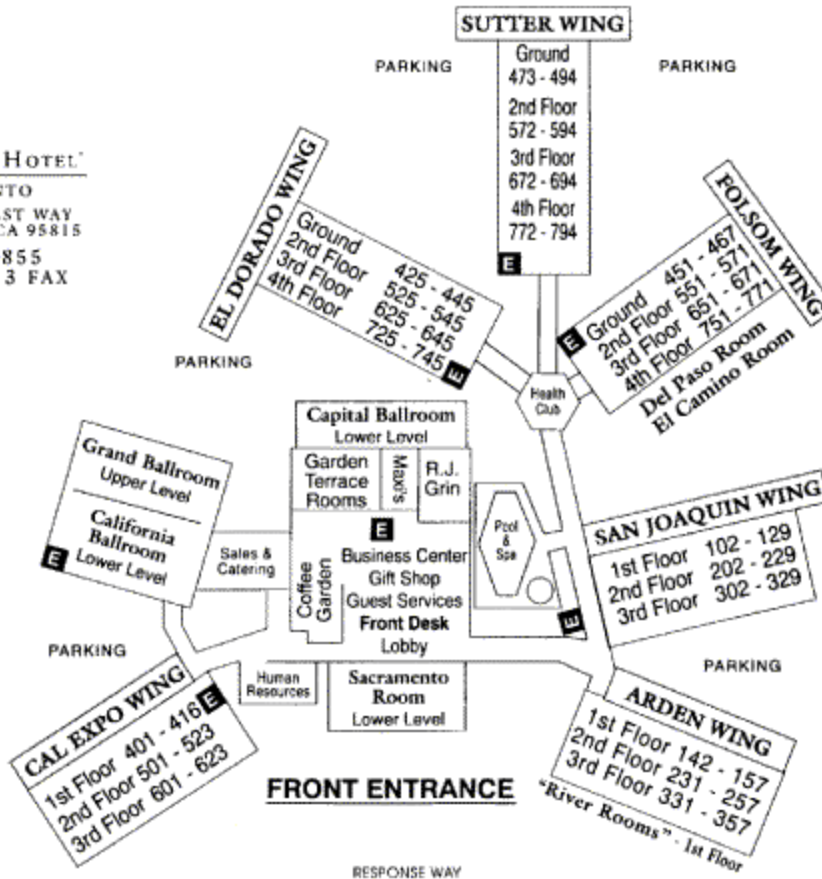 HOTEL
NTO
ST WAY
CA 95815
855
3 FAX
SUTTER WING
Ground
473 - 494
2nd Floor
572 - 594
3rd Floor
672 - 694
4th Floor
772 - 794
E
PARKING
PARKING
EL DORADO WING
Ground 425 - 445
2nd Floor 525 - 545
3rd Floor 625 - 645
4th Floor 725 - 745
E
PARKING
FOLSOM WING
Ground 451 - 467
2nd Floor 551 - 571
3rd Floor 651 - 671
4th Floor 751 - 771
E
Del Paso Room
El Camino Room
Health
Club
Capital Ballroom
Lower Level
Garden
Terrace
Rooms
Maxi's
R.J.
Grin
Grand Ballroom
Upper Level
California
Ballroom
Lower Level
E
Sales &
Catering
Coffee
Garden
E
Business Center
Gift Shop
Guest Services
Front Desk
Lobby
Pool
&
Spa
SAN JOAQUIN WING
1st Floor 102 - 129
2nd Floor 202 - 229
3rd Floor 302 - 329
E
PARKING
PARKING
Human
Resources
Sacramento
Room
Lower Level
CAL EXPO WING
1st Floor 401 - 416 E
2nd Floor 501 - 523
3rd Floor 601 - 623
ARDEN WING
1st Floor 142 - 157
2nd Floor 231 - 257
3rd Floor 331 - 357
"River Rooms" - 1st Floor
FRONT ENTRANCE
RESPONSE WAY